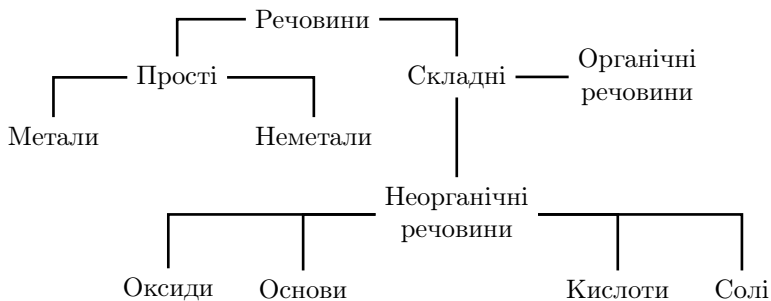 Речовини
Прості
Складні
Органічні
речовини
Метали
Неметали
Неорганічні
речовини
Оксиди
Основи
Кислоти
Солі